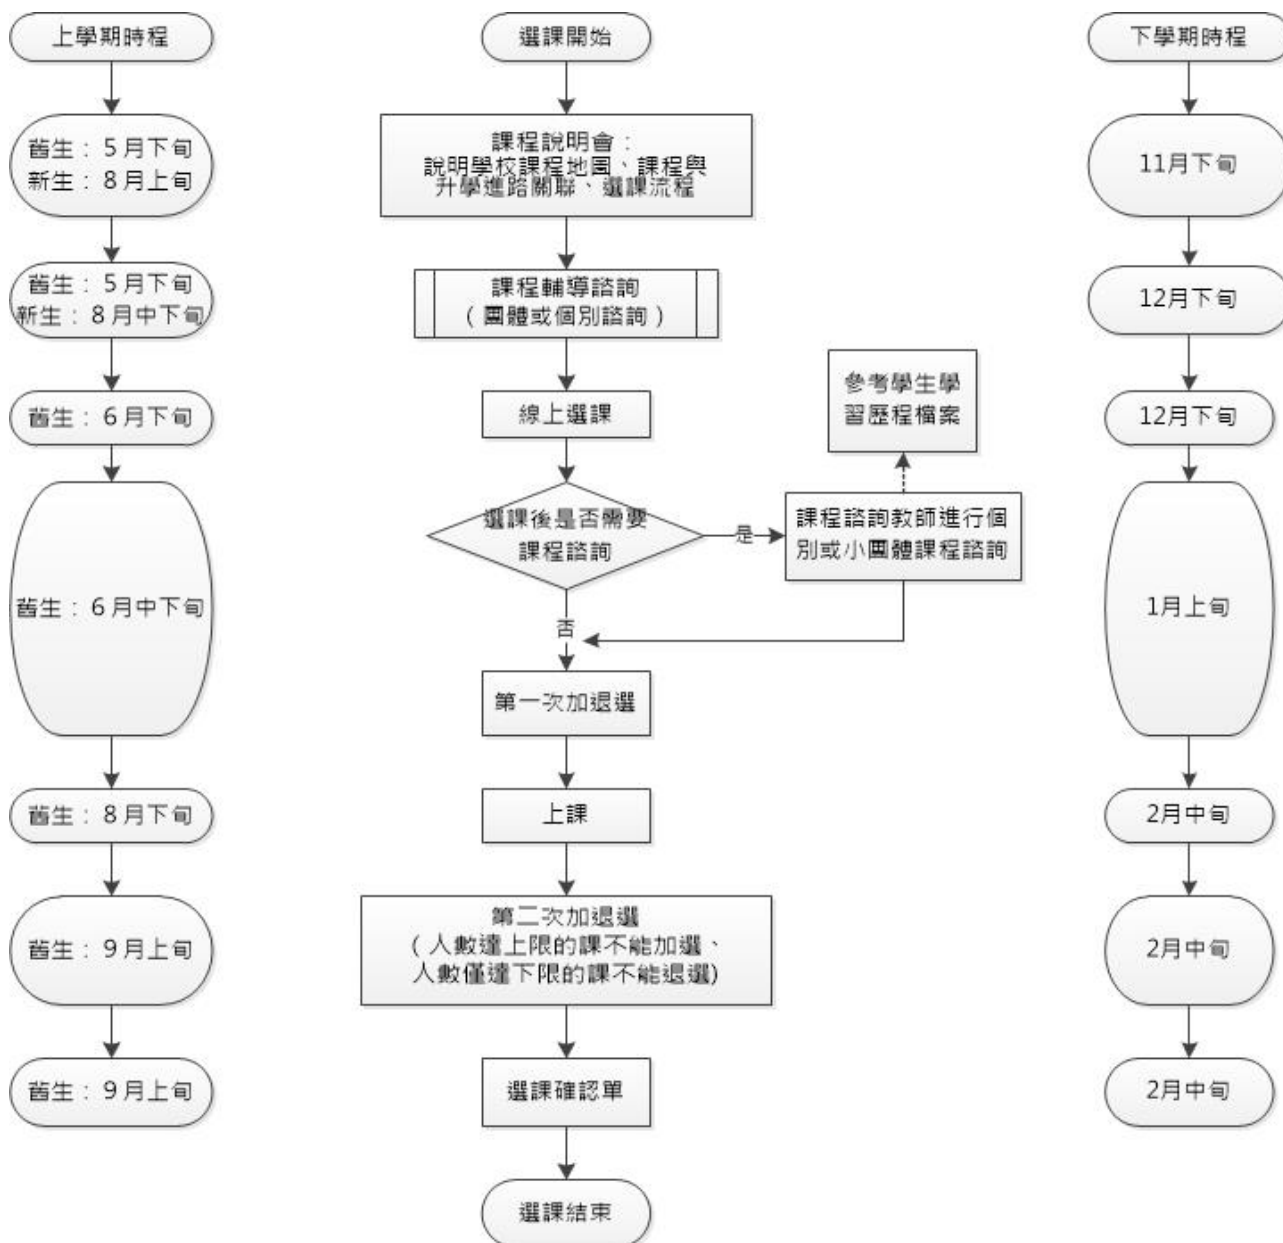 上學期時程
舊生：5月下旬
新生：8月上旬
舊生：5月下旬
新生：8月中下旬
舊生：6月下旬
舊生：6月中下旬
舊生：8月下旬
舊生：9月上旬
舊生：9月上旬
選課開始
課程說明會：
說明學校課程地圖、課程與
升學進路關聯、選課流程
課程輔導諮詢
（團體或個別諮詢）
線上選課
選課後是否需要
課程諮詢
是
課程諮詢教師進行個
別或小團體課程諮詢
參考學生學
習歷程檔案
否
第一次加退選
上課
第二次加退選
（人數達上限的課不能加選、
人數僅達下限的課不能退選)
選課確認單
選課結束
下學期時程
11月下旬
12月下旬
12月下旬
1月上旬
2月中旬
2月中旬
2月中旬